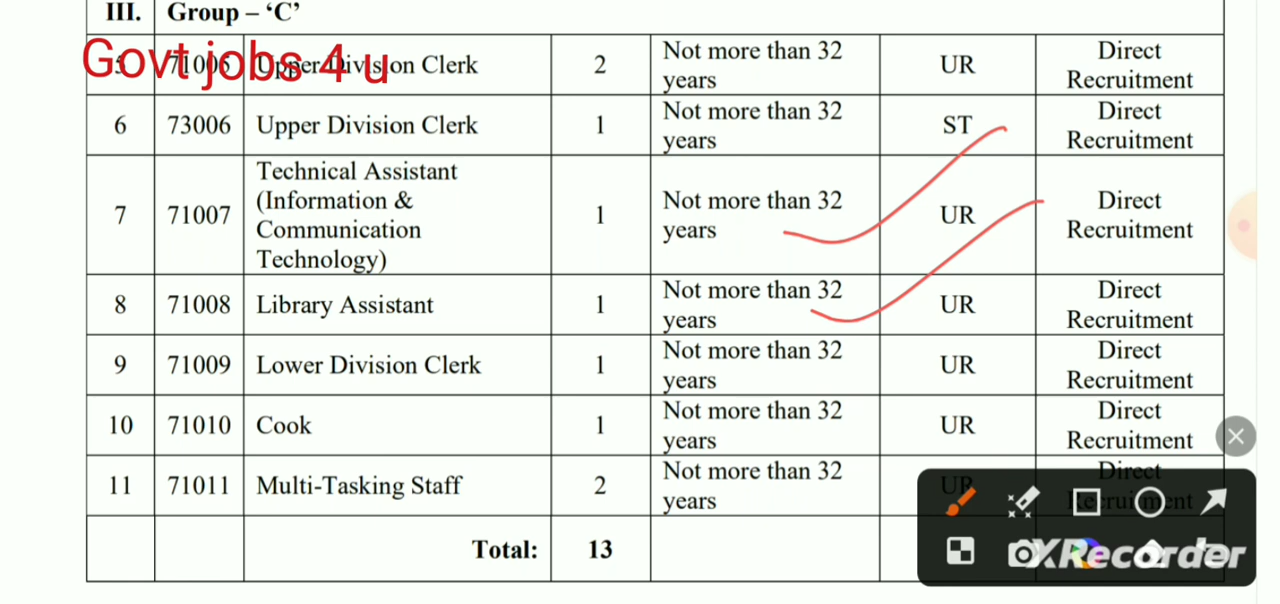 III. Group – ‘C’
Govt jobs 4 u
5 71006 Upper Division Clerk 2 Not more than 32 years UR Direct Recruitment
6 73006 Upper Division Clerk 1 Not more than 32 years ST Direct Recruitment
7 71007 Technical Assistant (Information & Communication Technology) 1 Not more than 32 years UR Direct Recruitment
8 71008 Library Assistant 1 Not more than 32 years UR Direct Recruitment
9 71009 Lower Division Clerk 1 Not more than 32 years UR Direct Recruitment
10 71010 Cook 1 Not more than 32 years UR Direct Recruitment
11 71011 Multi-Tasking Staff 2 Not more than 32 years UR Direct Recruitment
Total: 13
XRecorder